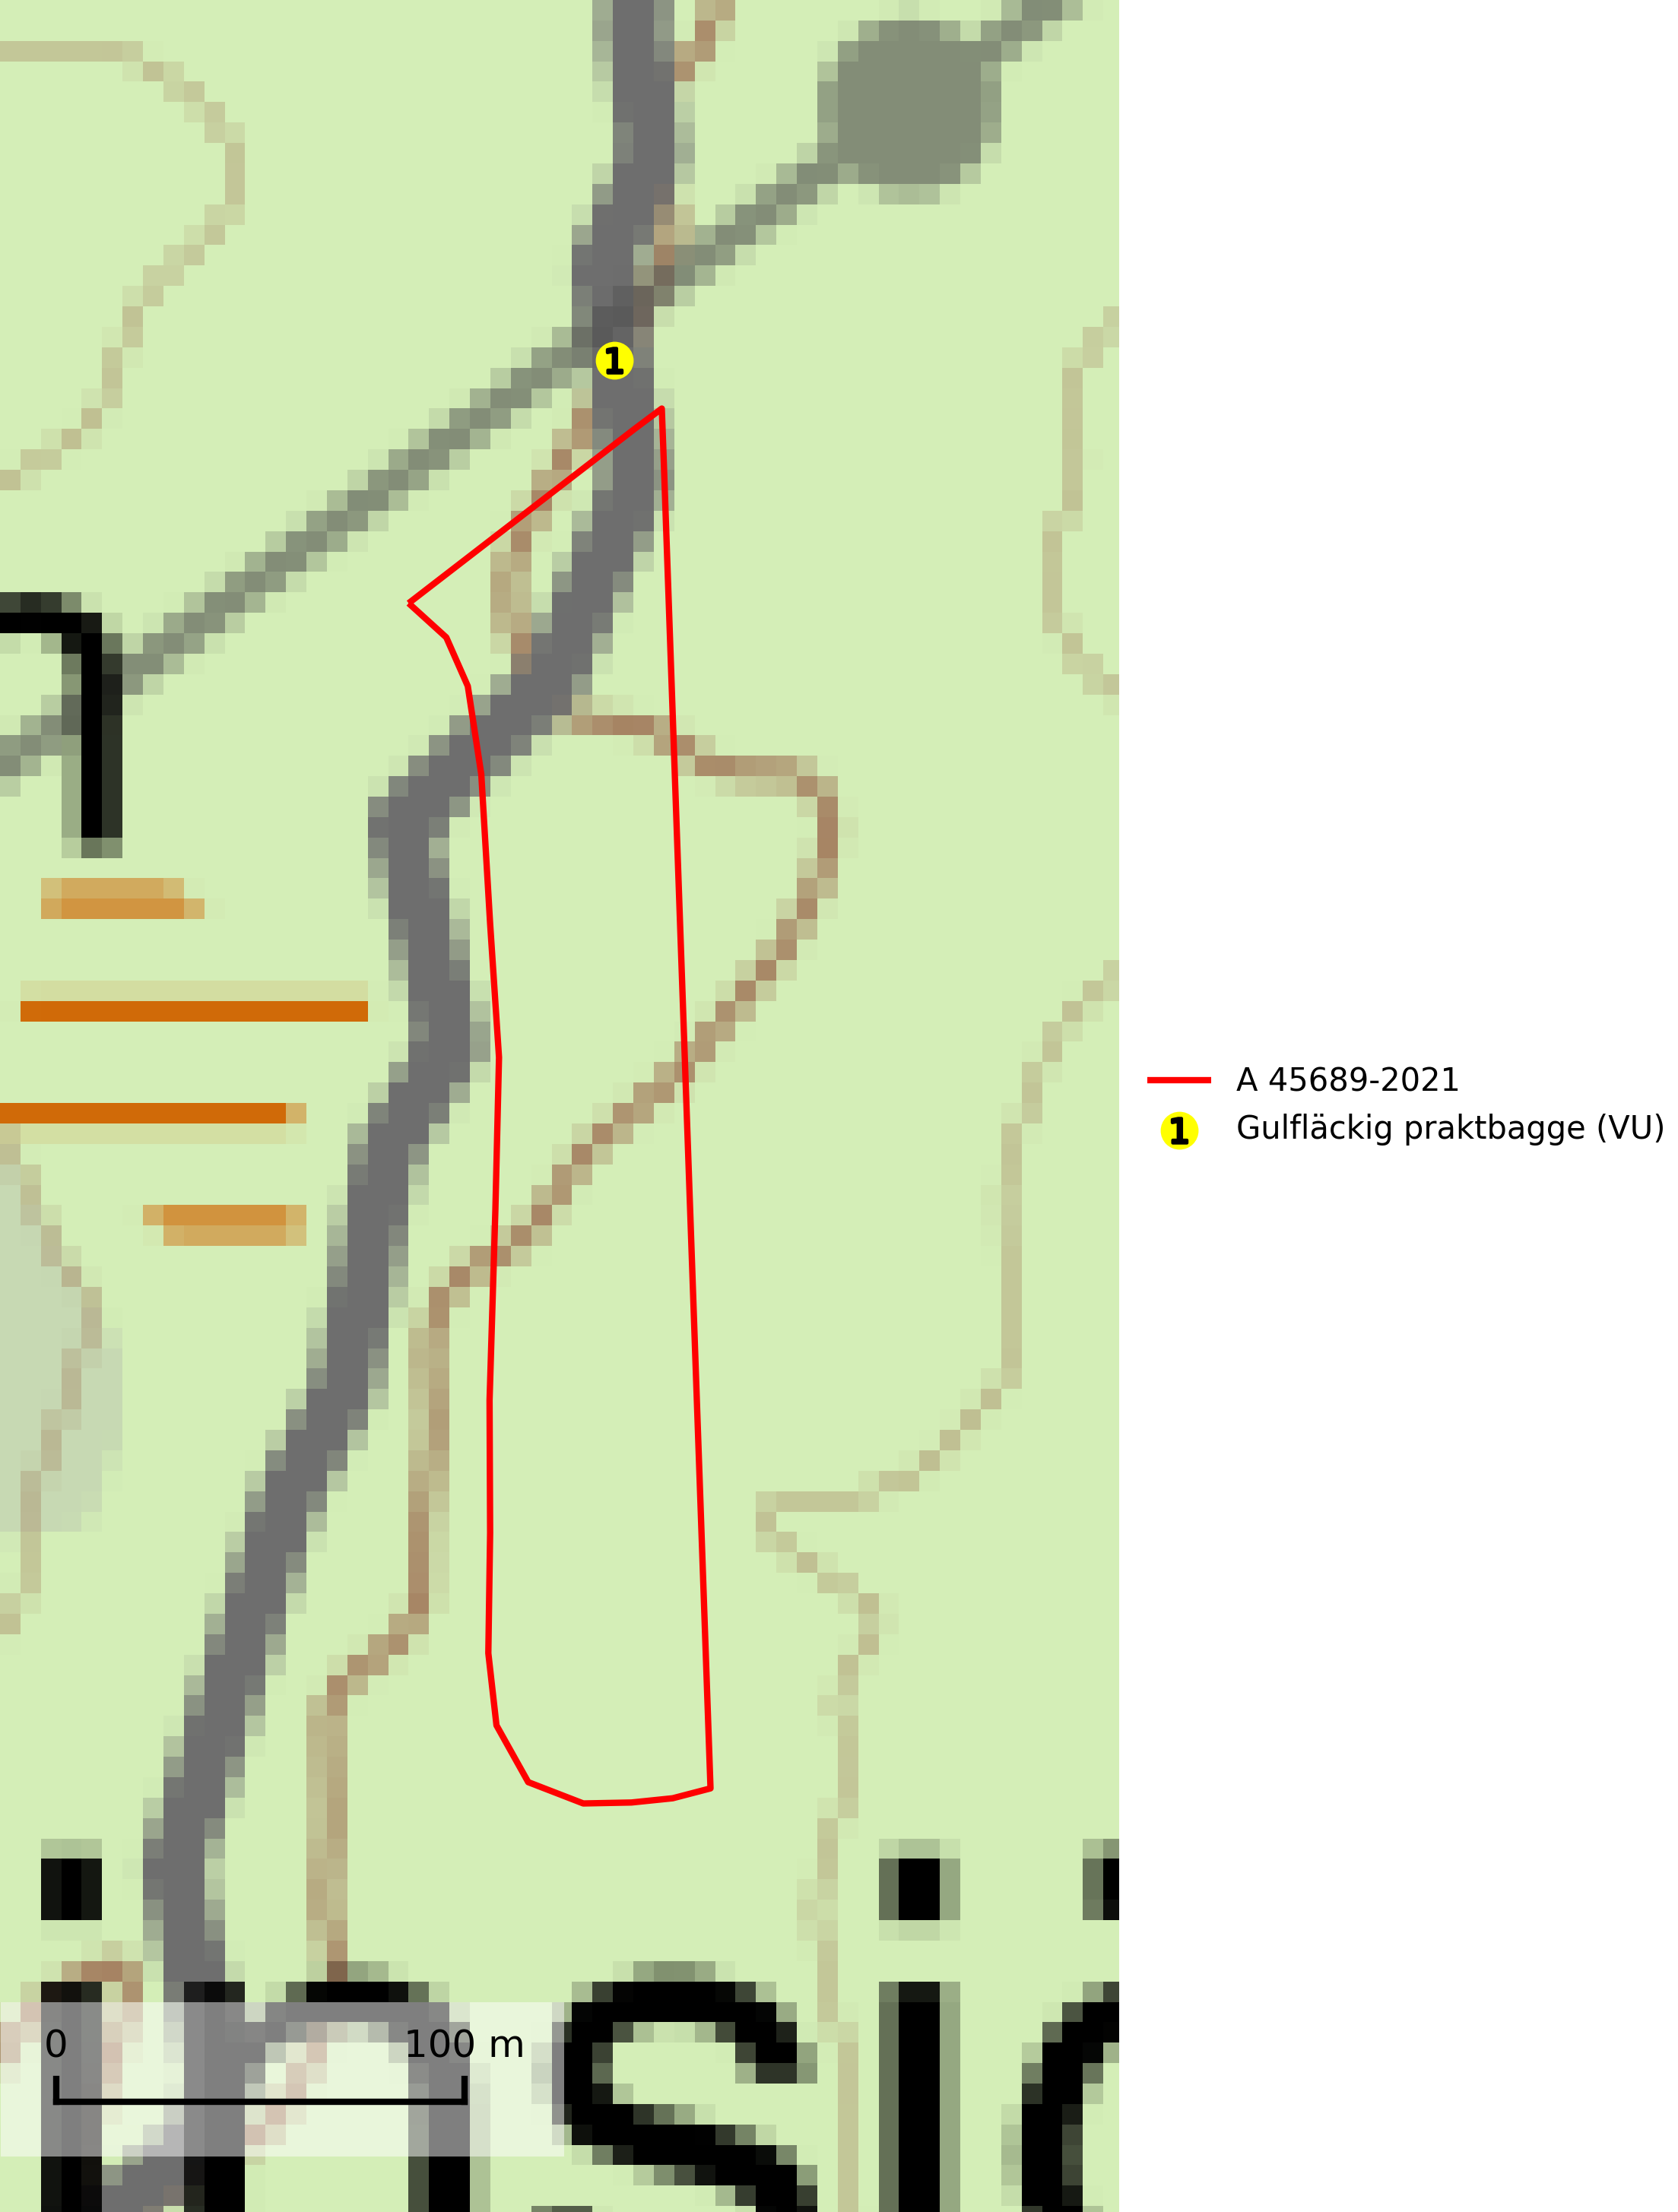 1
A 45689-2021
1 Gulfläckig praktbagge (VU)
0 100 m